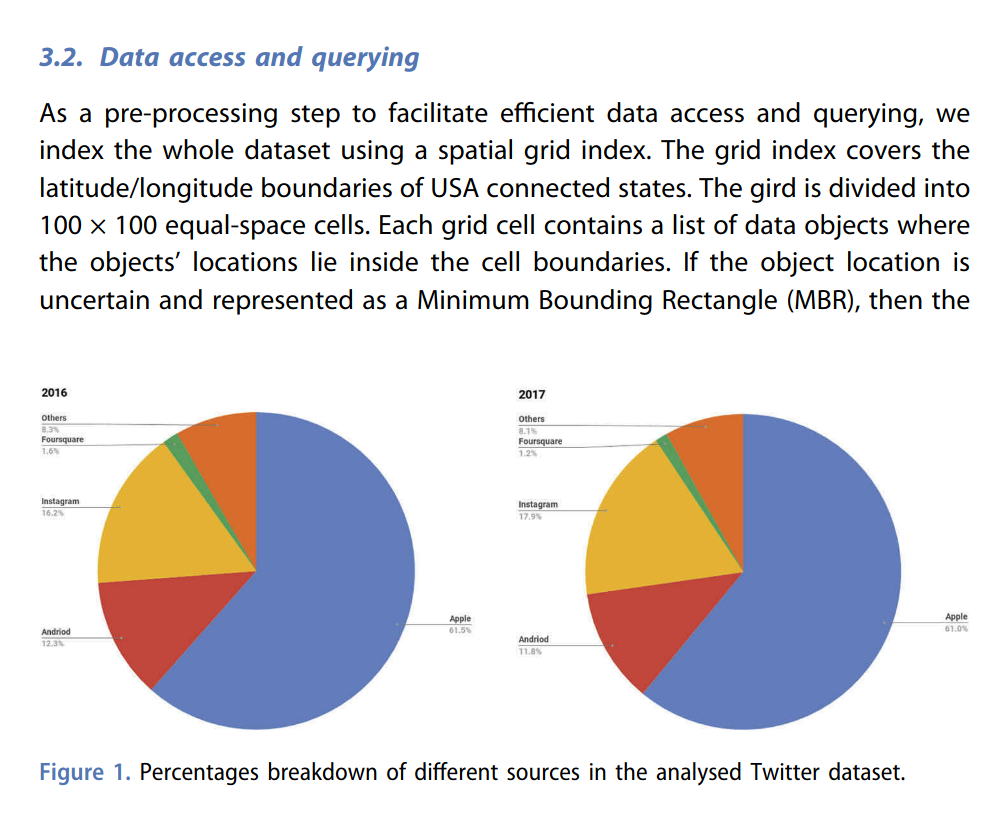 3.2. Data access and querying
As a pre-processing step to facilitate efficient data access and querying, we
index the whole dataset using a spatial grid index. The grid index covers the
latitude/longitude boundaries of USA connected states. The gird is divided into
100 × 100 equal-space cells. Each grid cell contains a list of data objects where
the objects’ locations lie inside the cell boundaries. If the object location is
uncertain and represented as a Minimum Bounding Rectangle (MBR), then the
2016
Others
8.3%
Foursquare
1.6%
Instagram
16.2%
Andriod
12.3%
Apple
61.5%
2017
Others
8.1%
Foursquare
1.2%
Instagram
17.9%
Andriod
11.8%
Apple
61.0%
Figure 1. Percentages breakdown of different sources in the analysed Twitter dataset.